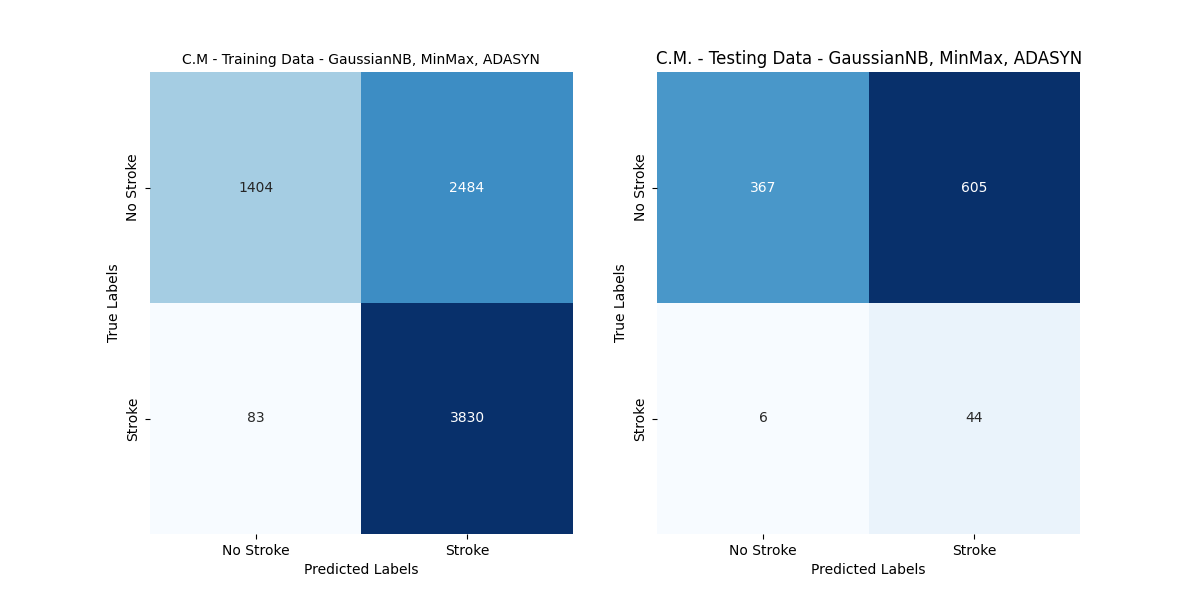 C.M - Training Data - GaussianNB, MinMax, ADASYN
No Stroke
Stroke
True Labels
1404
2484
83
3830
No Stroke
Stroke
Predicted Labels
C.M. - Testing Data - GaussianNB, MinMax, ADASYN
No Stroke
Stroke
True Labels
367
605
6
44
No Stroke
Stroke
Predicted Labels